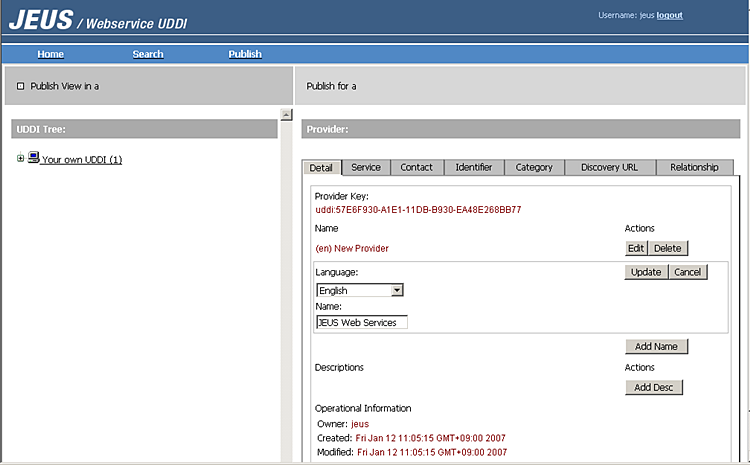 JEUS / Webservice UDDI
Username: jeus logout
Home Search Publish
Publish View in a
Publish for a
UDDI Tree:
Your own UDDI (1)
Provider:
Detail Service Contact Identifier Category Discovery URL Relationship
Provider Key:
uddi:57E6F930-A1E1-11DB-B930-EA48E268BB77
Name Actions
(en) New Provider Edit Delete
Language: Update Cancel
English
Name:
JEUS Web Services
Add Name
Descriptions Actions
Add Desc
Operational Information
Owner: jeus
Created: Fri Jan 12 11:05:15 GMT+09:00 2007
Modified: Fri Jan 12 11:05:15 GMT+09:00 2007